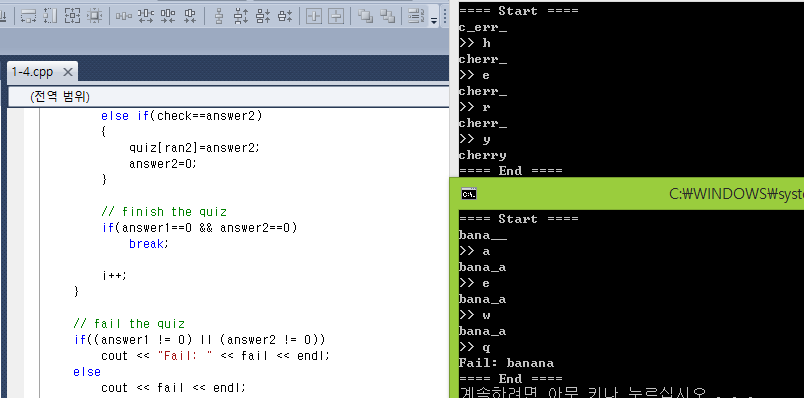 1-4.cpp
(전역 범위)
else if(check==answer2)
{
quiz[ran2]=answer2;
answer2=0;
}
// finish the quiz
if(answer1==0 && answer2==0)
break;
i++;
}
// fail the quiz
if((answer1 != 0) || (answer2 != 0))
cout << "Fail: " << fail << endl;
else
cout << fail << endl;
==== Start ====
c_err_
>> h
cherr_
>> e
cherr_
>> r
cherr_
>> y
cherry
==== End ====
C:\
C:₩WINDOWS₩syste
==== Start ====
bana__
>> a
bana_a
>> e
bana_a
>> w
bana_a
>> q
Fail: banana
==== End ====
계속하려면 아무 키나 누르십시오 . . .